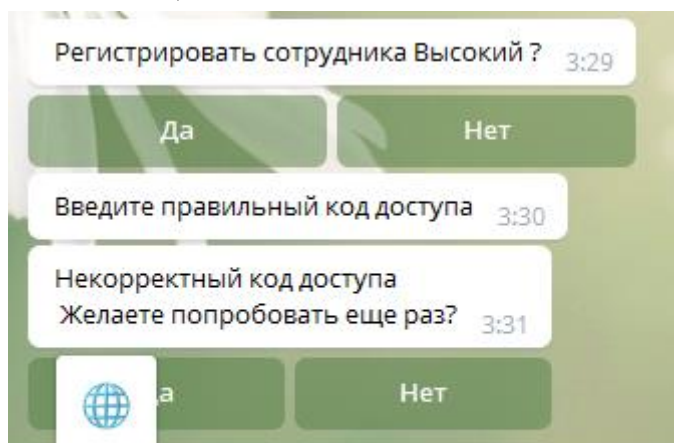 Регистрировать сотрудника Высокий ? 3:29
Да Нет
Введите правильный код доступа 3:30
Некорректный код доступа
Желаете попробовать еще раз? 3:31
Нет